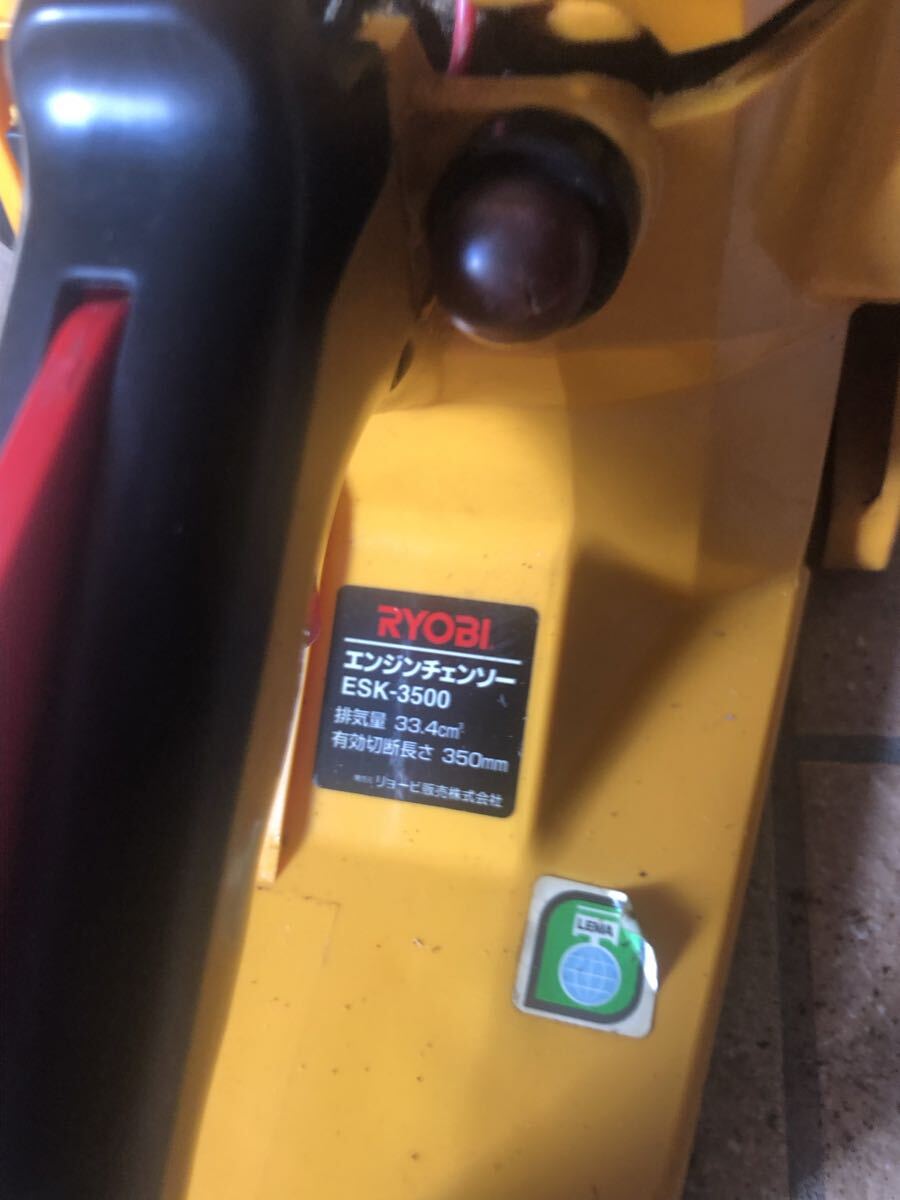 RYOBI
エンジンチェンソー
ESK-3500
排気量 33.4cm³
有効切断長さ 350mm
リョービ販売株式会社
LEMA